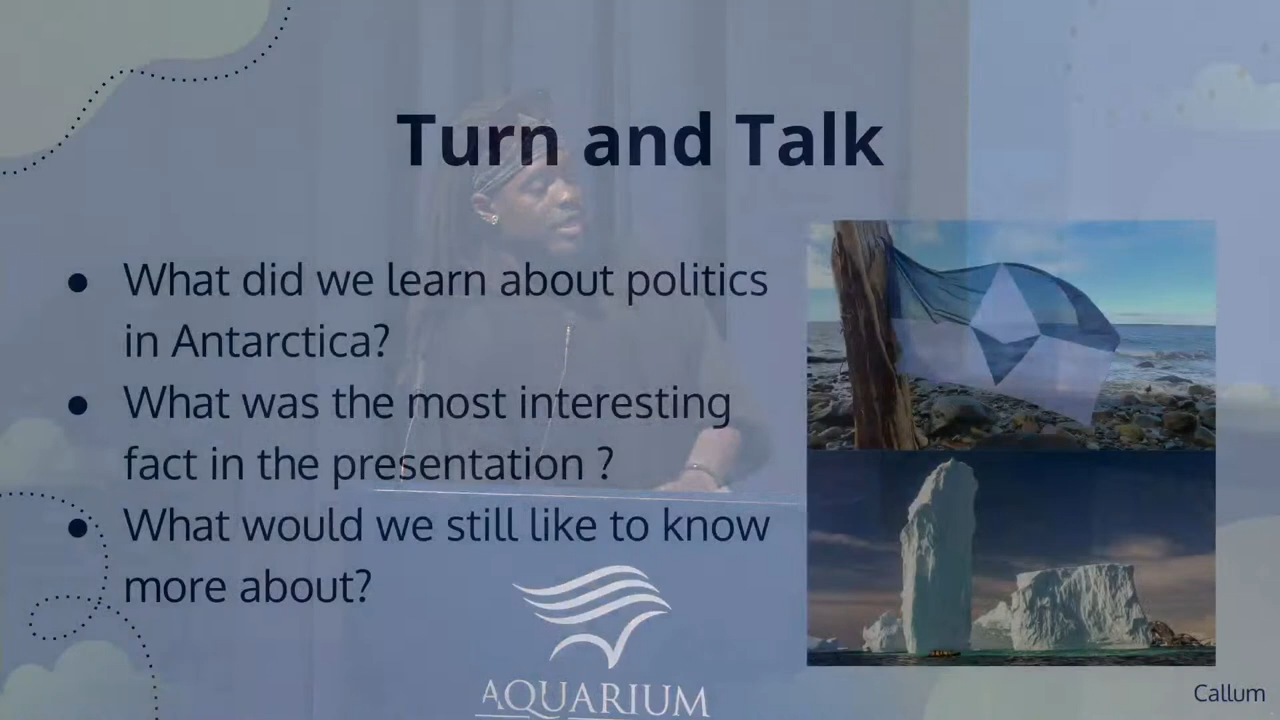 Turn and Talk
● What did we learn about politics
in Antarctica?
● What was the most interesting
fact in the presentation ?
● What would we still like to know
more about?
AQUARIUM
Callum